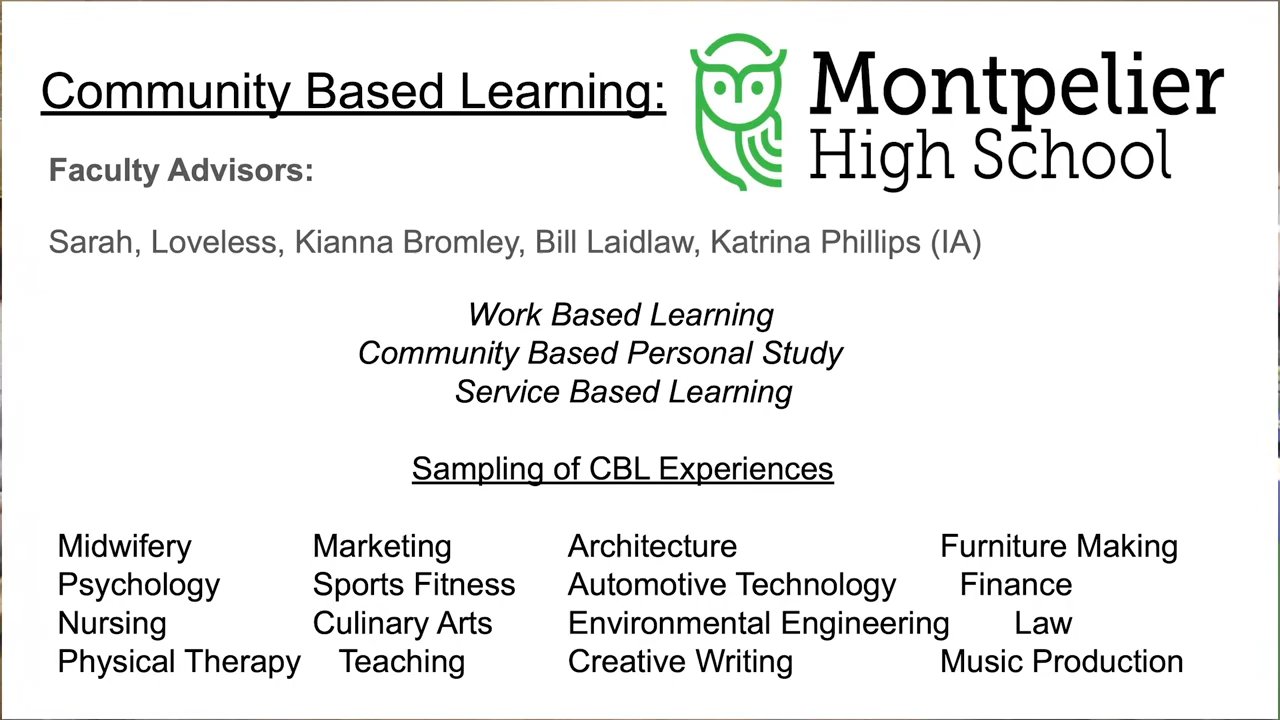 Community Based Learning:
Montpelier
High School
Faculty Advisors:
Sarah, Loveless, Kianna Bromley, Bill Laidlaw, Katrina Phillips (IA)
Work Based Learning
Community Based Personal Study
Service Based Learning
Sampling of CBL Experiences
Midwifery Marketing Architecture Furniture Making
Psychology Sports Fitness Automotive Technology Finance
Nursing Culinary Arts Environmental Engineering Law
Physical Therapy Teaching Creative Writing Music Production